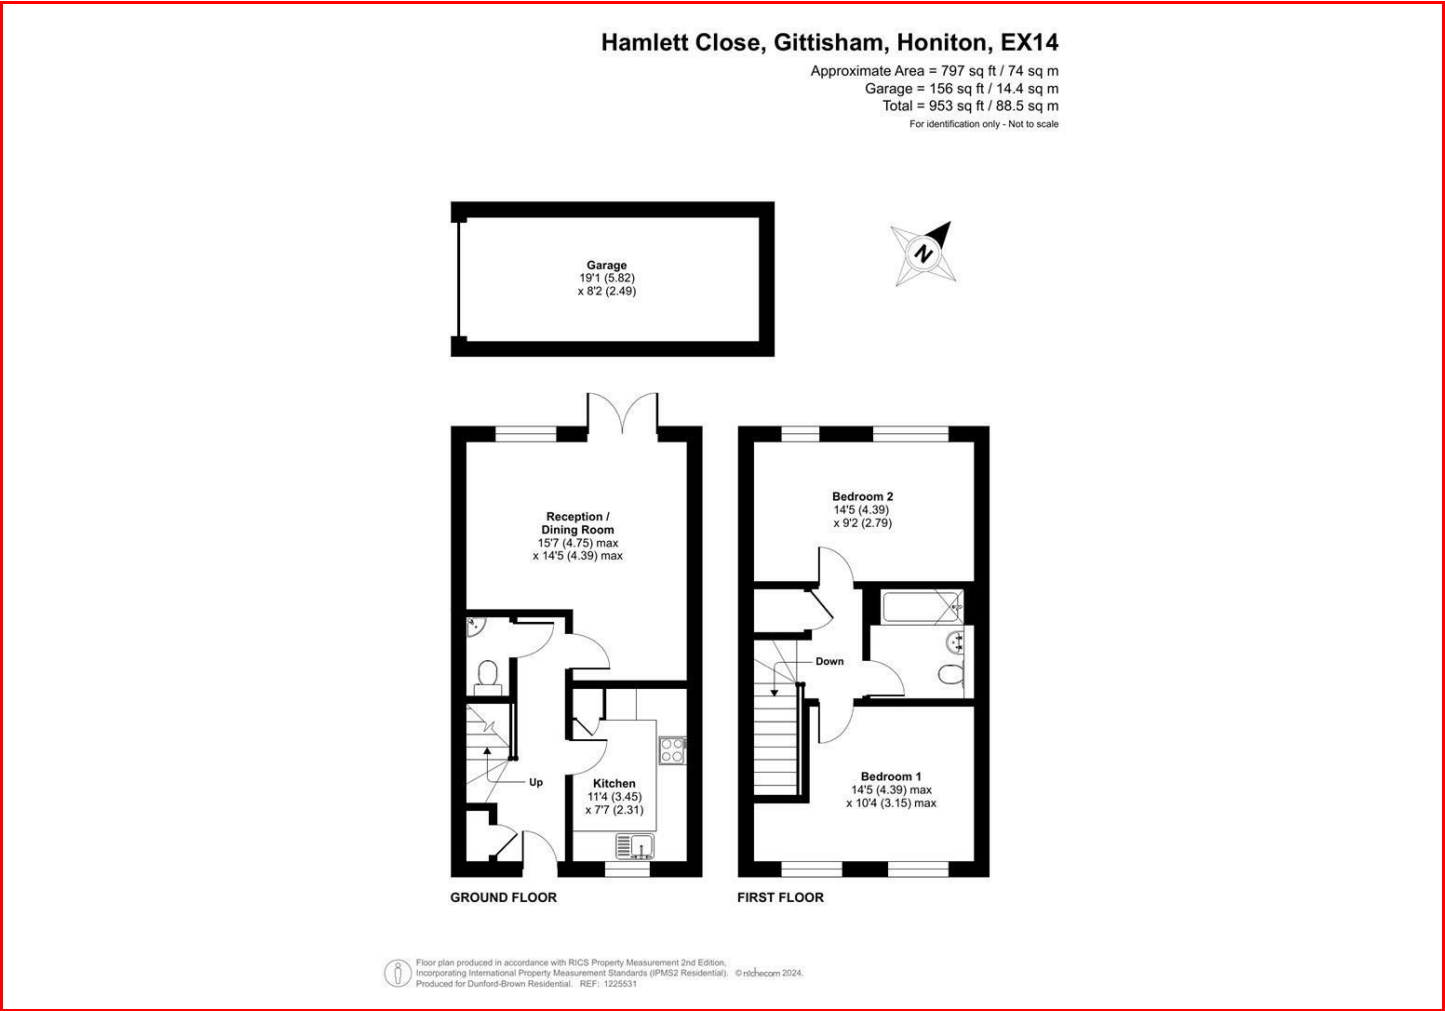 Hamlett Close, Gittisham, Honiton, EX14
Approximate Area = 797 sq ft / 74 sq m
Garage = 156 sq ft / 14.4 sq m
Total = 953 sq ft / 88.5 sq m
For identification only - Not to scale
Garage
19'1 (5.82)
x 8'2 (2.49)
N
Reception /
Dining Room
15'7 (4.75) max
x 14'5 (4.39) max
Up
Kitchen
11'4 (3.45)
x 7'7 (2.31)
GROUND FLOOR
Bedroom 2
14'5 (4.39)
x 9'2 (2.79)
Down
Bedroom 1
14'5 (4.39) max
x 10'4 (3.15) max
FIRST FLOOR
Floor plan produced in accordance with RICS Property Measurement 2nd Edition,
Incorporating International Property Measurement Standards (IPMS2 Residential). © nichecom 2024.
Produced for Dunford-Brown Residential. REF: 1225531